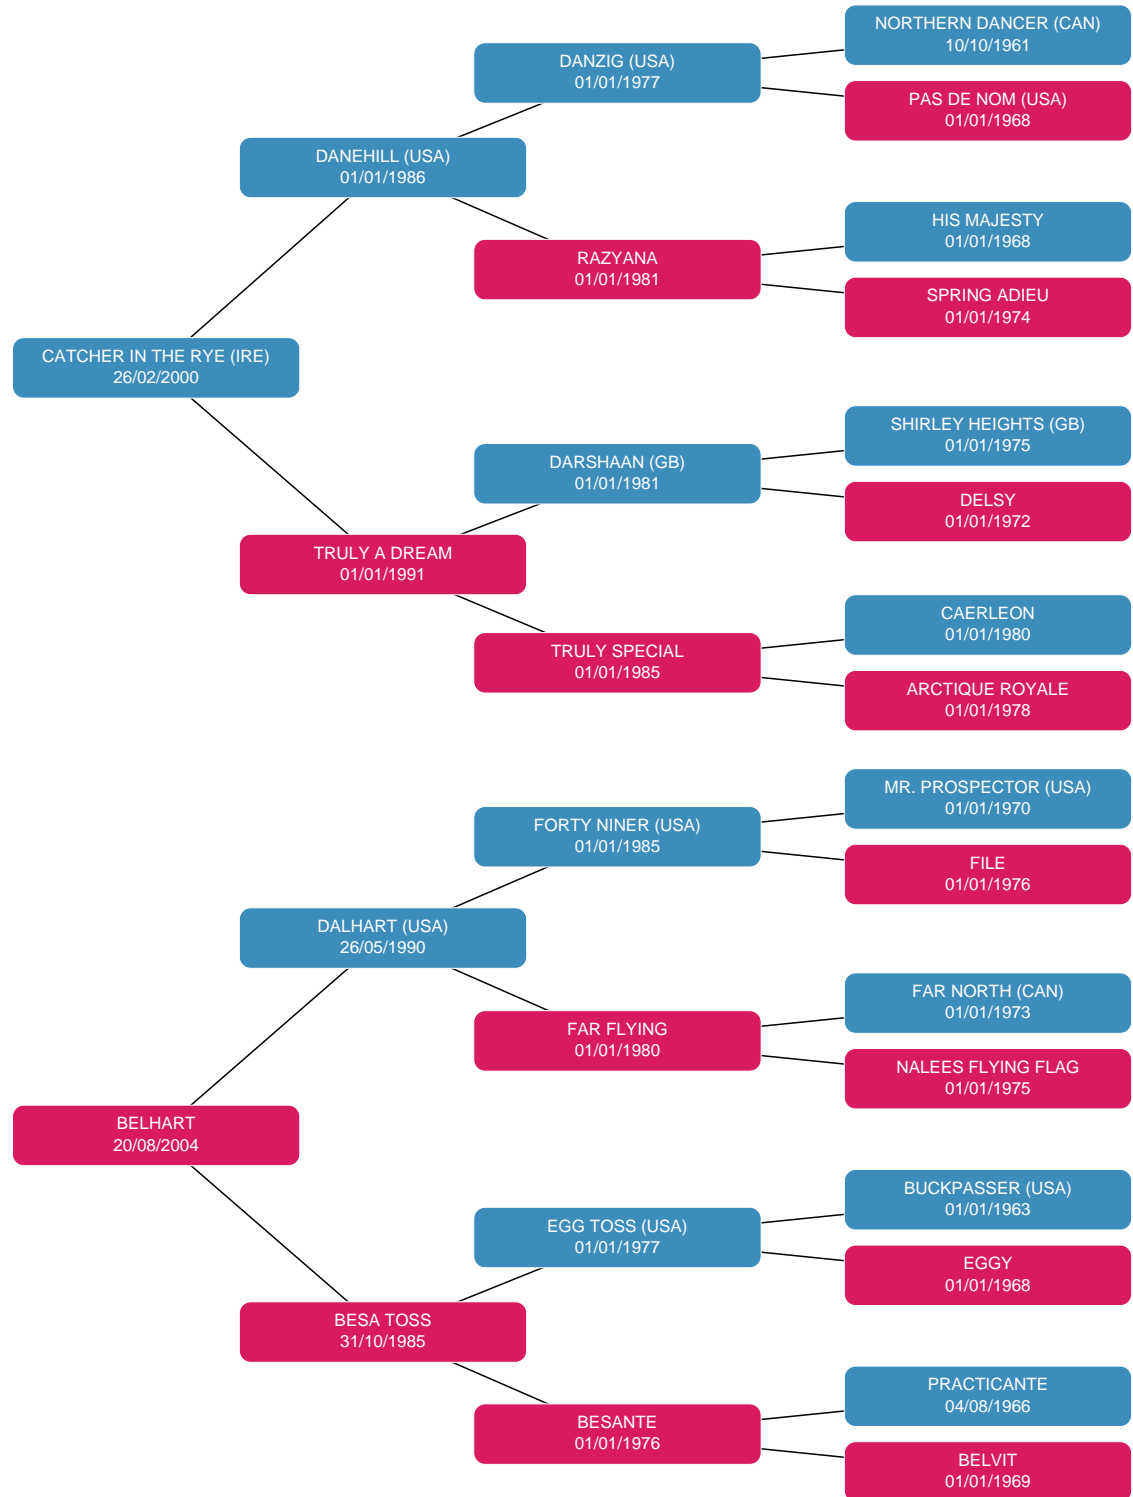 NORTHERN DANCER (CAN)
10/10/1961
DANZIG (USA)
01/01/1977
PAS DE NOM (USA)
01/01/1968
DANEHILL (USA)
01/01/1986
HIS MAJESTY
01/01/1968
RAZYANA
01/01/1981
SPRING ADIEU
01/01/1974
CATCHER IN THE RYE (IRE)
26/02/2000
SHIRLEY HEIGHTS (GB)
01/01/1975
DARSHAAN (GB)
01/01/1981
DELSY
01/01/1972
TRULY A DREAM
01/01/1991
CAERLEON
01/01/1980
TRULY SPECIAL
01/01/1985
ARCTIQUE ROYALE
01/01/1978
MR. PROSPECTOR (USA)
01/01/1970
FORTY NINER (USA)
01/01/1985
FILE
01/01/1976
DALHART (USA)
26/05/1990
FAR NORTH (CAN)
01/01/1973
FAR FLYING
01/01/1980
NALEES FLYING FLAG
01/01/1975
BELHART
20/08/2004
BUCKPASSER (USA)
01/01/1963
EGG TOSS (USA)
01/01/1977
EGGY
01/01/1968
BESA TOSS
31/10/1985
PRACTICANTE
04/08/1966
BESANTE
01/01/1976
BELVIT
01/01/1969